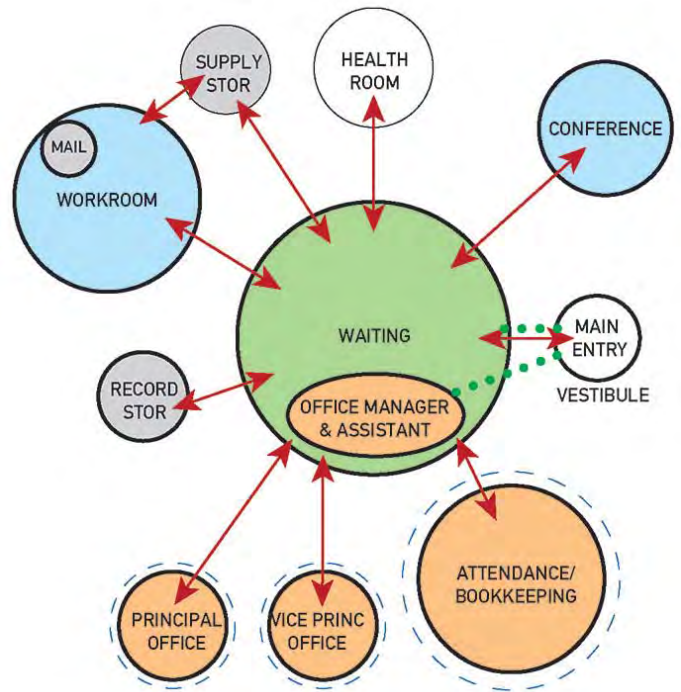 SUPPLY
STOR
HEALTH
ROOM
CONFERENCE
MAIL
WORKROOM
WAITING
MAIN
ENTRY
VESTIBULE
RECORD
STOR
OFFICE MANAGER
& ASSISTANT
ATTENDANCE/
BOOKKEEPING
PRINCIPAL
OFFICE
VICE PRINC
OFFICE